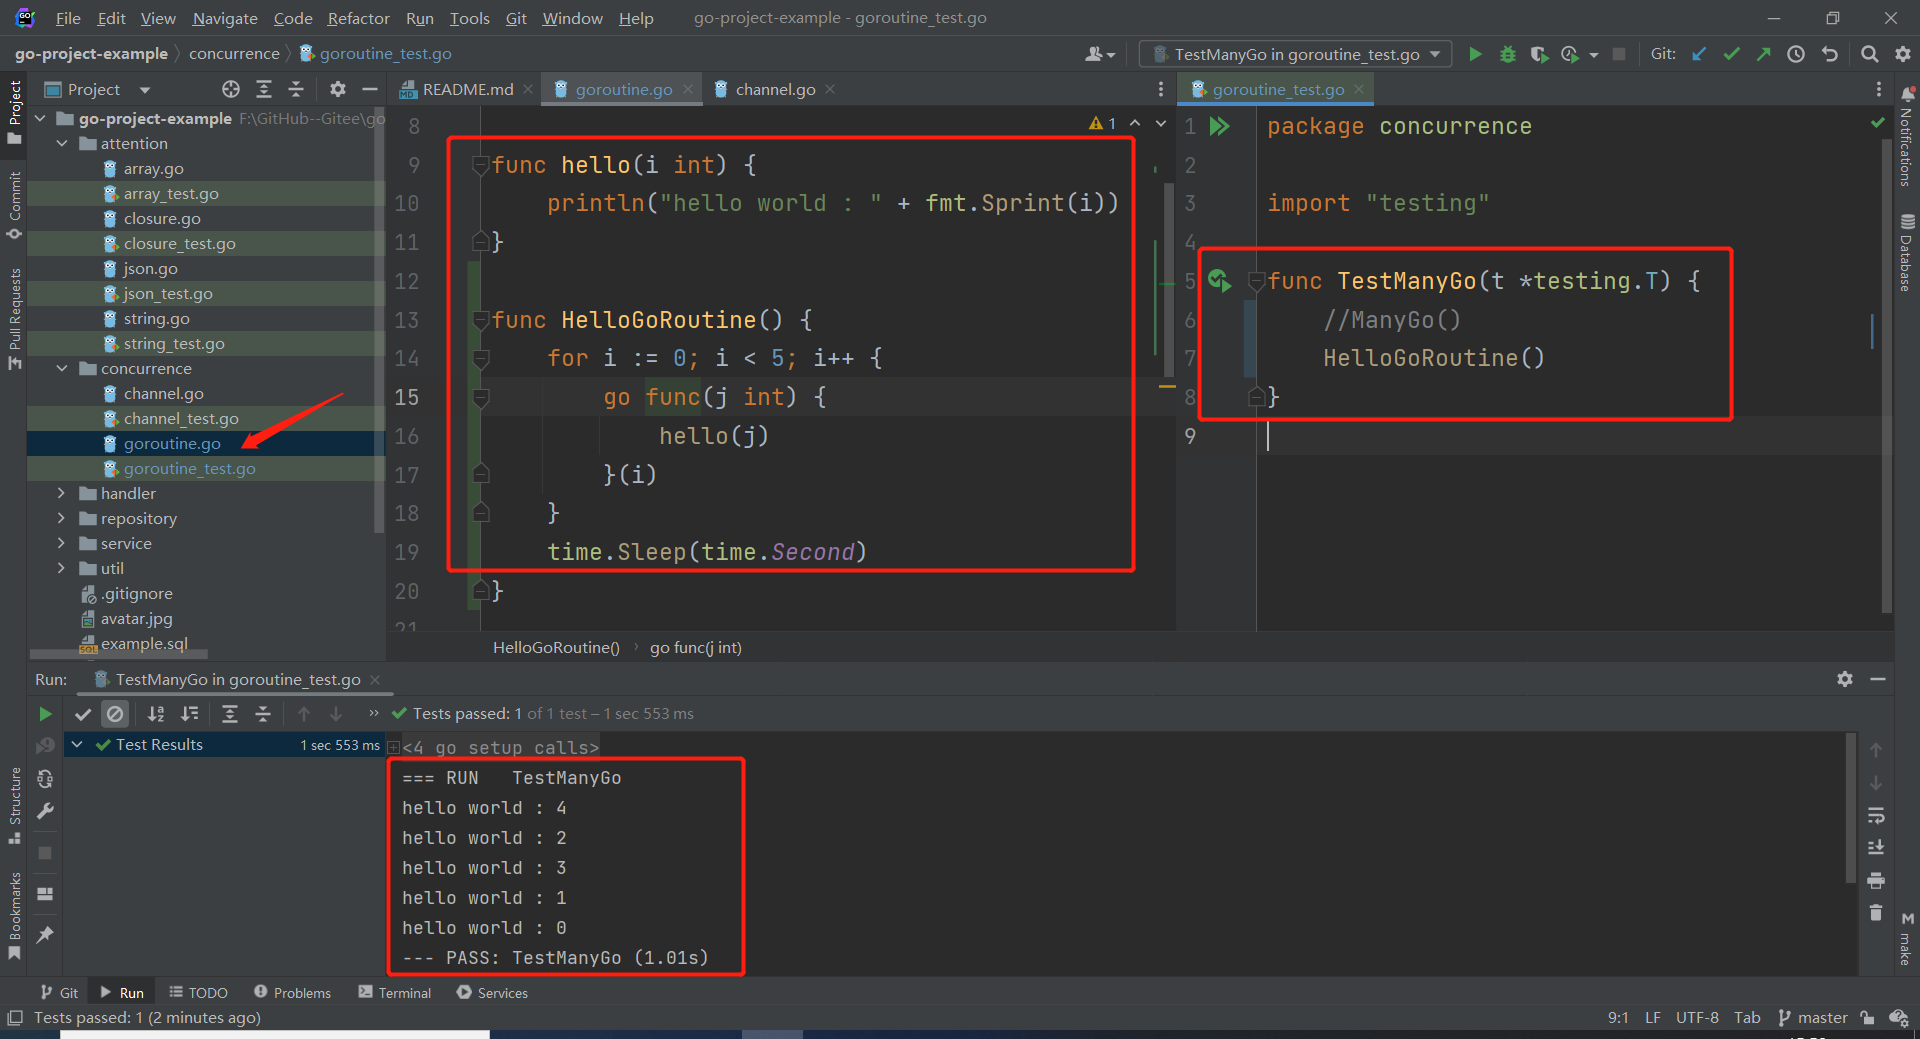 File Edit View Navigate Code Refactor Run Tools Git Window Help go-project-example - goroutine_test.go
go-project-example concurrence goroutine_test.go TestManyGo in goroutine_test.go Git:
Project
Commit
Pull Requests
Structure
Bookmarks
Project
go-project-example F:\GitHub--Gitee\go
attention
array.go
array_test.go
closure.go
closure_test.go
json.go
json_test.go
string.go
string_test.go
concurrence
channel.go
channel_test.go
goroutine.go
goroutine_test.go
handler
repository
service
util
.gitignore
avatar.jpg
example.sql
README.md goroutine.go channel.go
1
8
9 func hello(i int) {
10 println("hello world : " + fmt.Sprint(i))
11 }
12
13 func HelloGoRoutine() {
14 for i := 0; i < 5; i++ {
15 go func(j int) {
16 hello(j)
17 }(i)
18 }
19 time.Sleep(time.Second)
20 }
21
HelloGoRoutine() go func(j int)
goroutine_test.go
1 package concurrence
2
3 import "testing"
4
5 func TestManyGo(t *testing.T) {
6 //ManyGo()
7 HelloGoRoutine()
8 }
9
Notifications
Database
make
Run: TestManyGo in goroutine_test.go
Tests passed: 1 of 1 test – 1 sec 553 ms
Test Results 1 sec 553 ms
<4 go setup calls>
=== RUN TestManyGo
hello world : 4
hello world : 2
hello world : 3
hello world : 1
hello world : 0
--- PASS: TestManyGo (1.01s)
Git Run TODO Problems Terminal Services
Tests passed: 1 (2 minutes ago) 9:1 LF UTF-8 Tab master